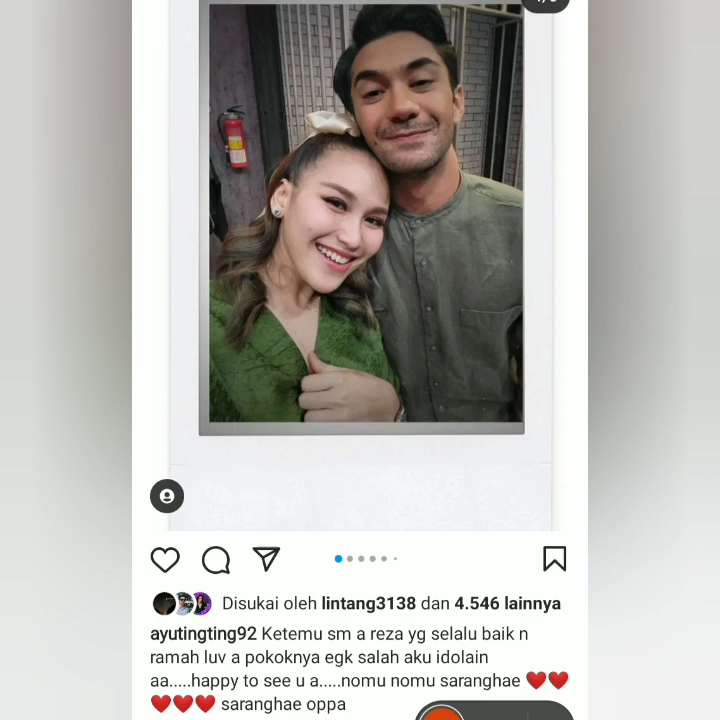 Disukai oleh lintang3138 dan 4.546 lainnya
ayutingting92 Ketemu sm a reza yg selalu baik n
ramah luv a pokoknya egk salah aku idolain
aa.....happy to see u a.....nomu nomu saranghae ❤️❤️
❤️❤️❤️ saranghae oppa